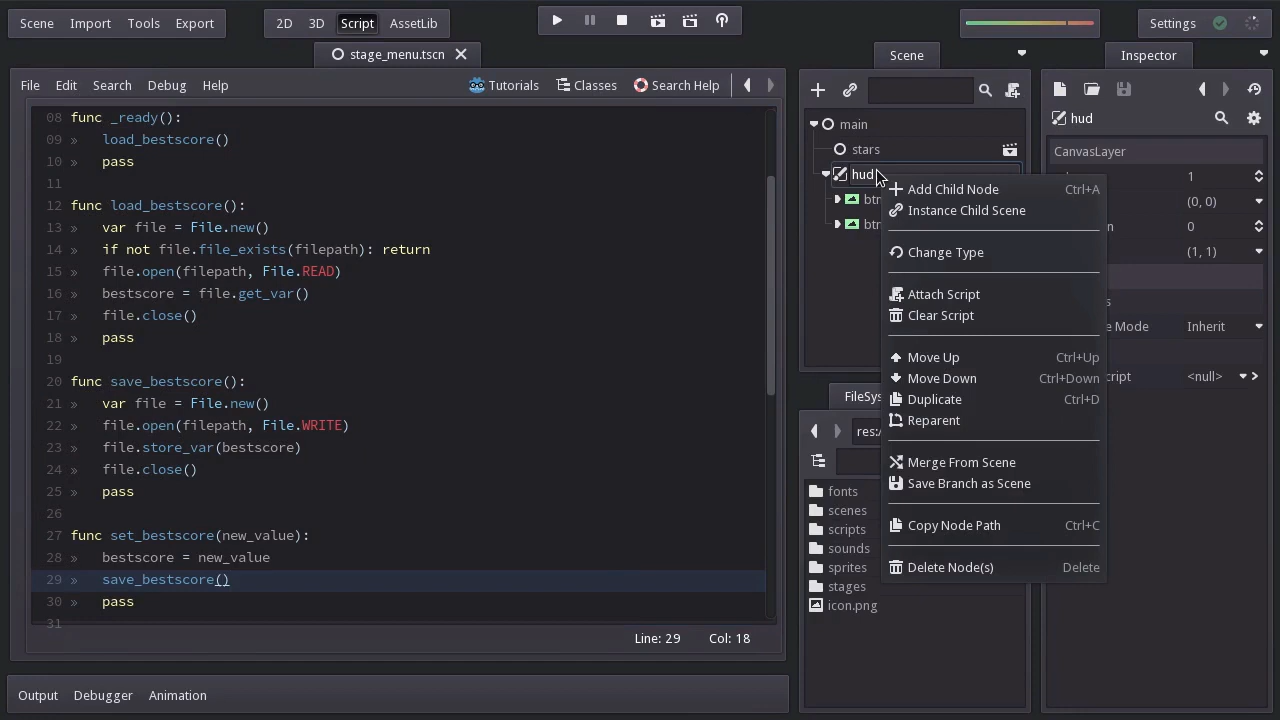 Scene Import Tools Export 2D 3D Script AssetLib Settings
stage_menu.tscn Scene Inspector
File Edit Search Debug Help Tutorials Classes Search Help
08 func _ready():
09 » load_bestscore()
10 » pass
11
12 func load_bestscore():
13 » var file = File.new()
14 » if not file.file_exists(filepath): return
15 » file.open(filepath, File.READ)
16 » bestscore = file.get_var()
17 » file.close()
18 » pass
19
20 func save_bestscore():
21 » var file = File.new()
22 » file.open(filepath, File.WRITE)
23 » file.store_var(bestscore)
24 » file.close()
25 » pass
26
27 func set_bestscore(new_value):
28 » bestscore = new_value
29 » save_bestscore()
30 » pass
31
Line: 29 Col: 18
Output Debugger Animation
main
stars
hud
Add Child Node Ctrl+A
Instance Child Scene
Change Type
Attach Script
Clear Script
Move Up Ctrl+Up
Move Down Ctrl+Down
Duplicate Ctrl+D
Reparent
Merge From Scene
Save Branch as Scene
Copy Node Path Ctrl+C
Delete Node(s) Delete
FileSys
res:/
fonts
scenes
scripts
sounds
sprites
stages
icon.png
hud
CanvasLayer
1
(0, 0)
0
(1, 1)
Mode Inherit
<null>